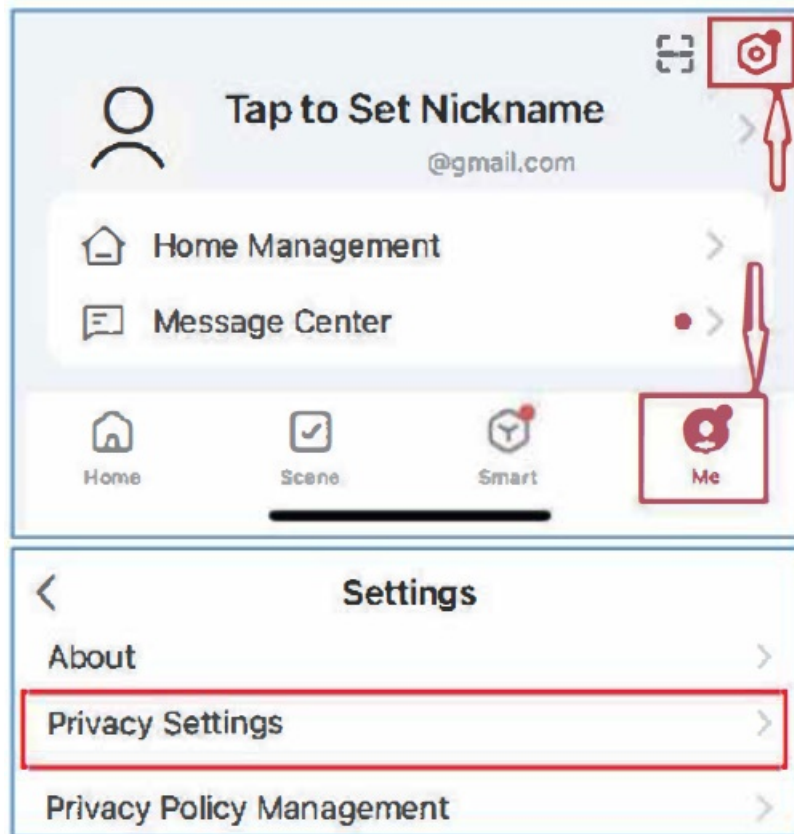 Tap to Set Nickname
@gmail.com
Home Management
Message Center
Home
Scene
Smart
Me
Settings
About
Privacy Settings
Privacy Policy Management